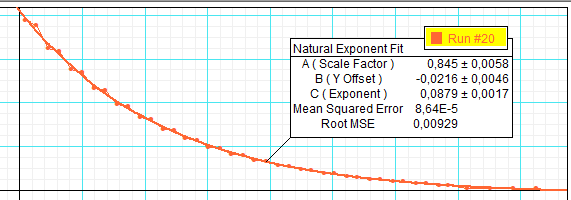 Run #20
Natural Exponent Fit
A ( Scale Factor ) 0,845 ± 0,0058
B ( Y Offset ) -0,0216 ± 0,0046
C ( Exponent ) 0,0879 ± 0,0017
Mean Squared Error 8,64E-5
Root MSE 0,00929